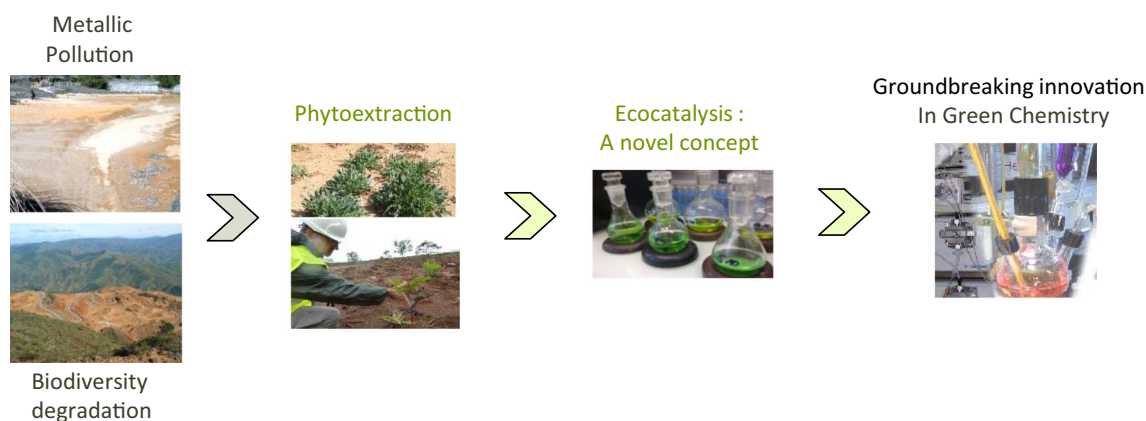 Metallic
Pollution
Biodiversity
degradation
Phytoextraction
Ecocatalysis :
A novel concept
Groundbreaking innovation
In Green Chemistry